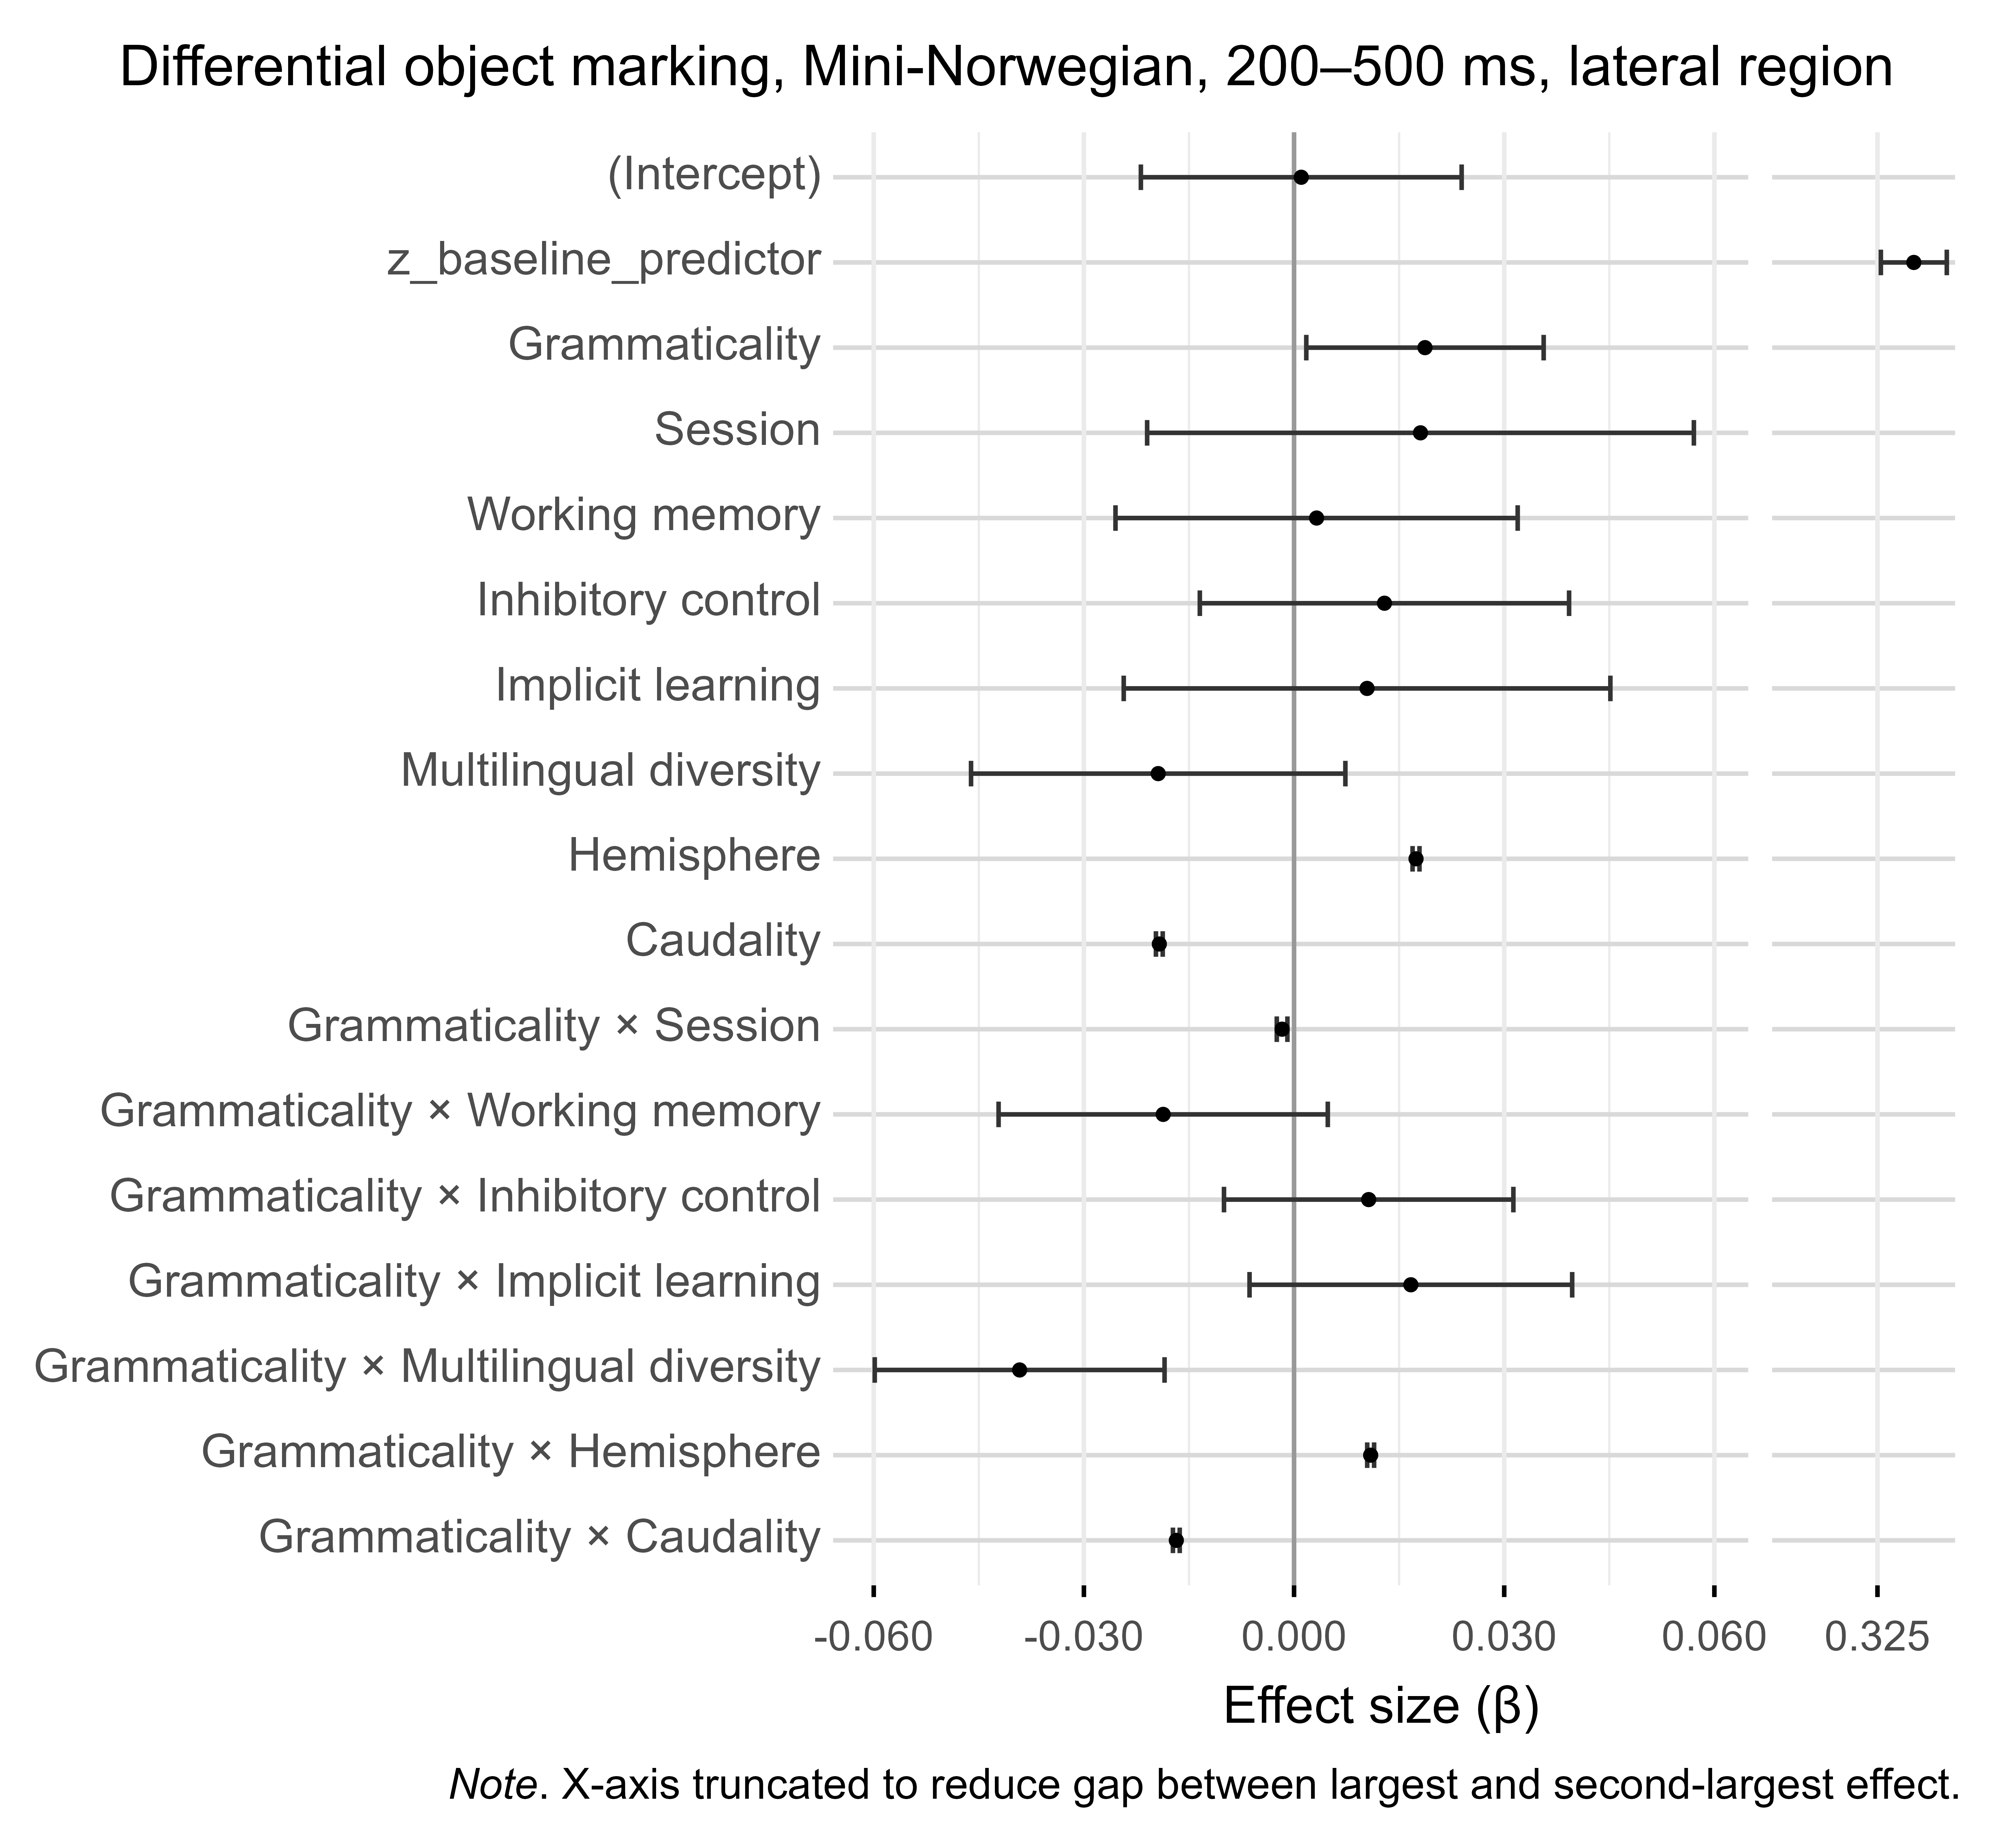 Differential object marking, Mini-Norwegian, 200–500 ms, lateral region
(Intercept)
z_baseline_predictor
Grammaticality
Session
Working memory
Inhibitory control
Implicit learning
Multilingual diversity
Hemisphere
Caudality
Grammaticality × Session
Grammaticality × Working memory
Grammaticality × Inhibitory control
Grammaticality × Implicit learning
Grammaticality × Multilingual diversity
Grammaticality × Hemisphere
Grammaticality × Caudality
-0.060 -0.030 0.000 0.030 0.060 0.325
Effect size (β)
Note. X-axis truncated to reduce gap between largest and second-largest effect.